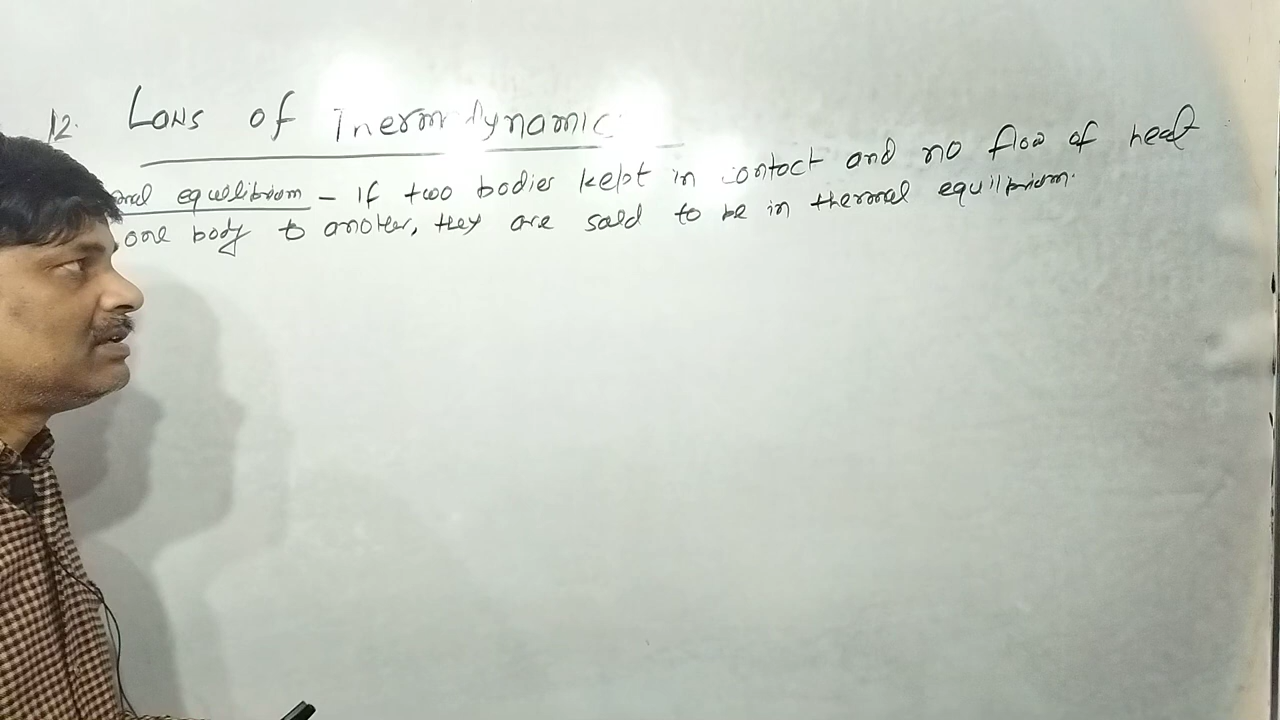 12. Laws of Thermodynamic
equilibrium – If two bodies kept in contact and no flow of heat
one body to another, they are said to be in thermal equilibrium.